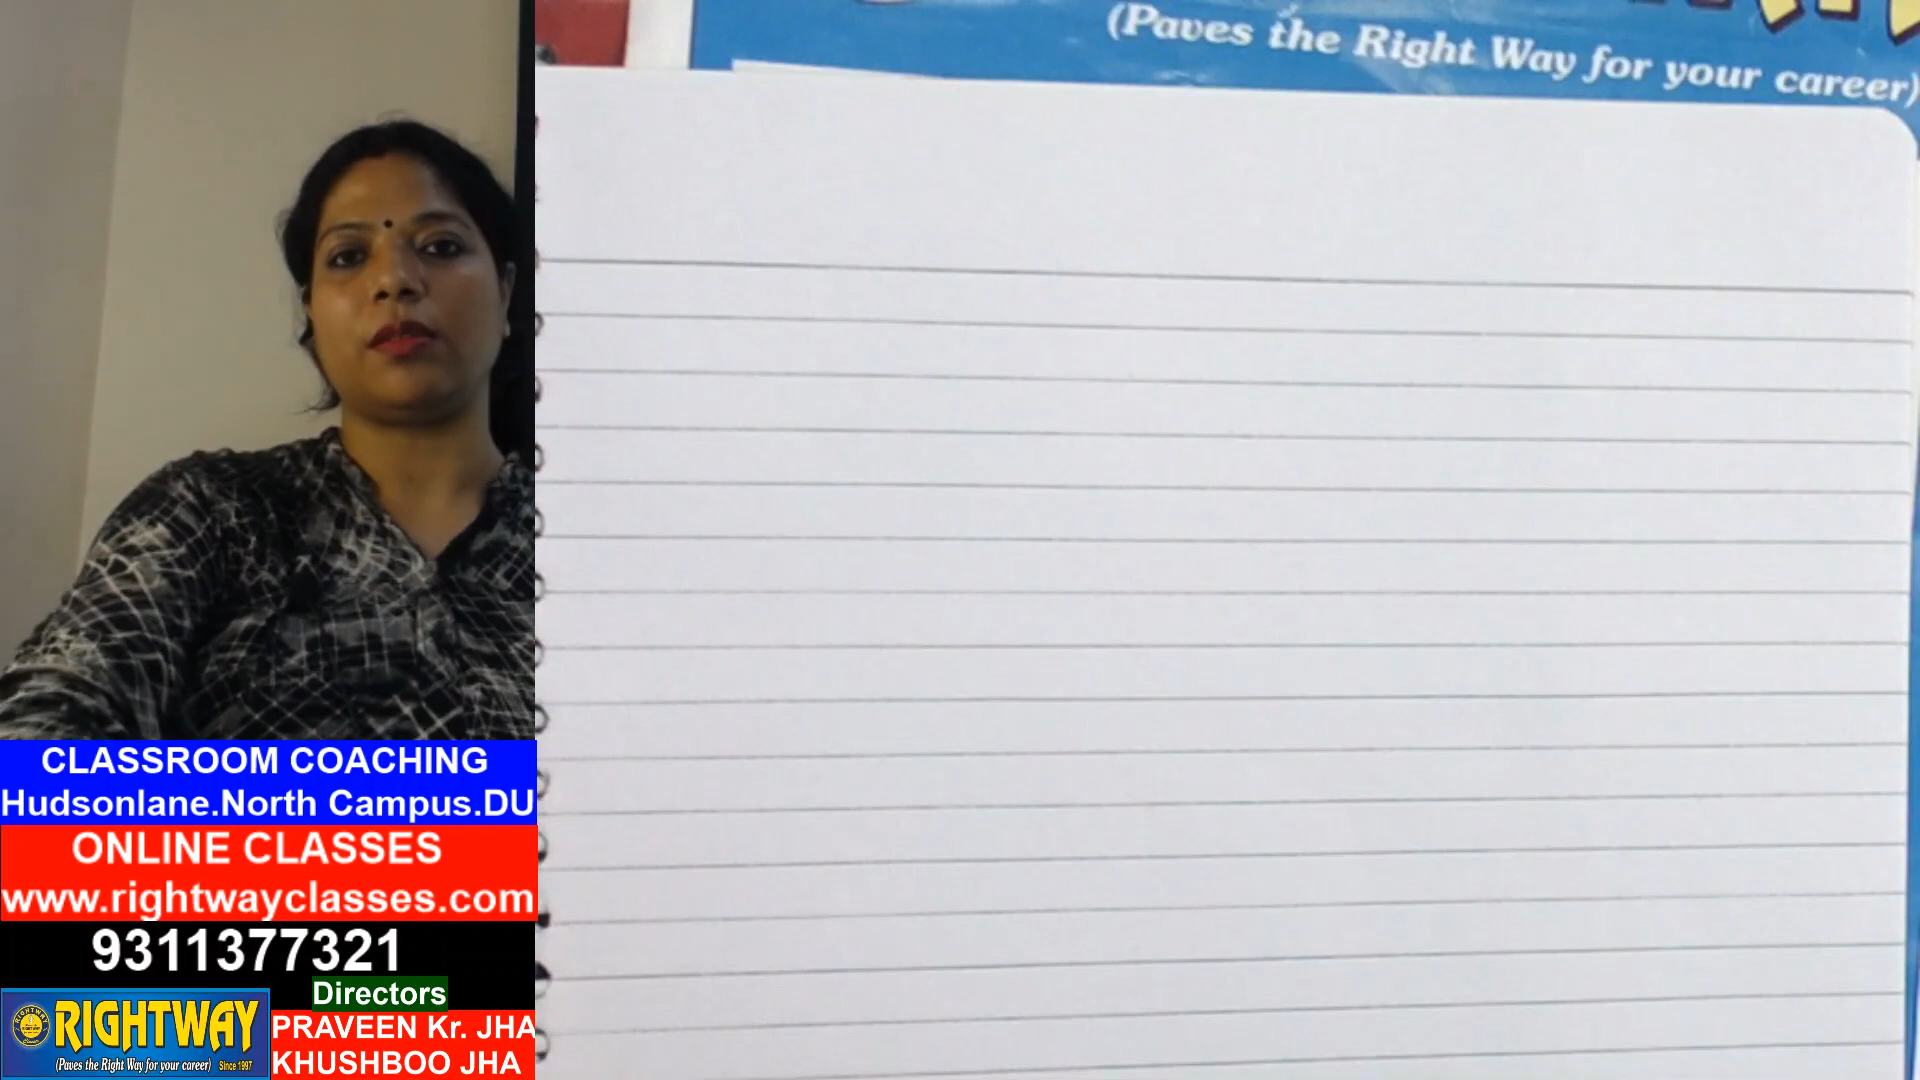 (Paves the Right Way for your career)
CLASSROOM COACHING
Hudsonlane.North Campus.DU
ONLINE CLASSES
www.rightwayclasses.com
9311377321
Directors
RIGHTWAY
(Paves the Right Way for your career) Since 1997
PRAVEEN Kr. JHA
KHUSHBOO JHA